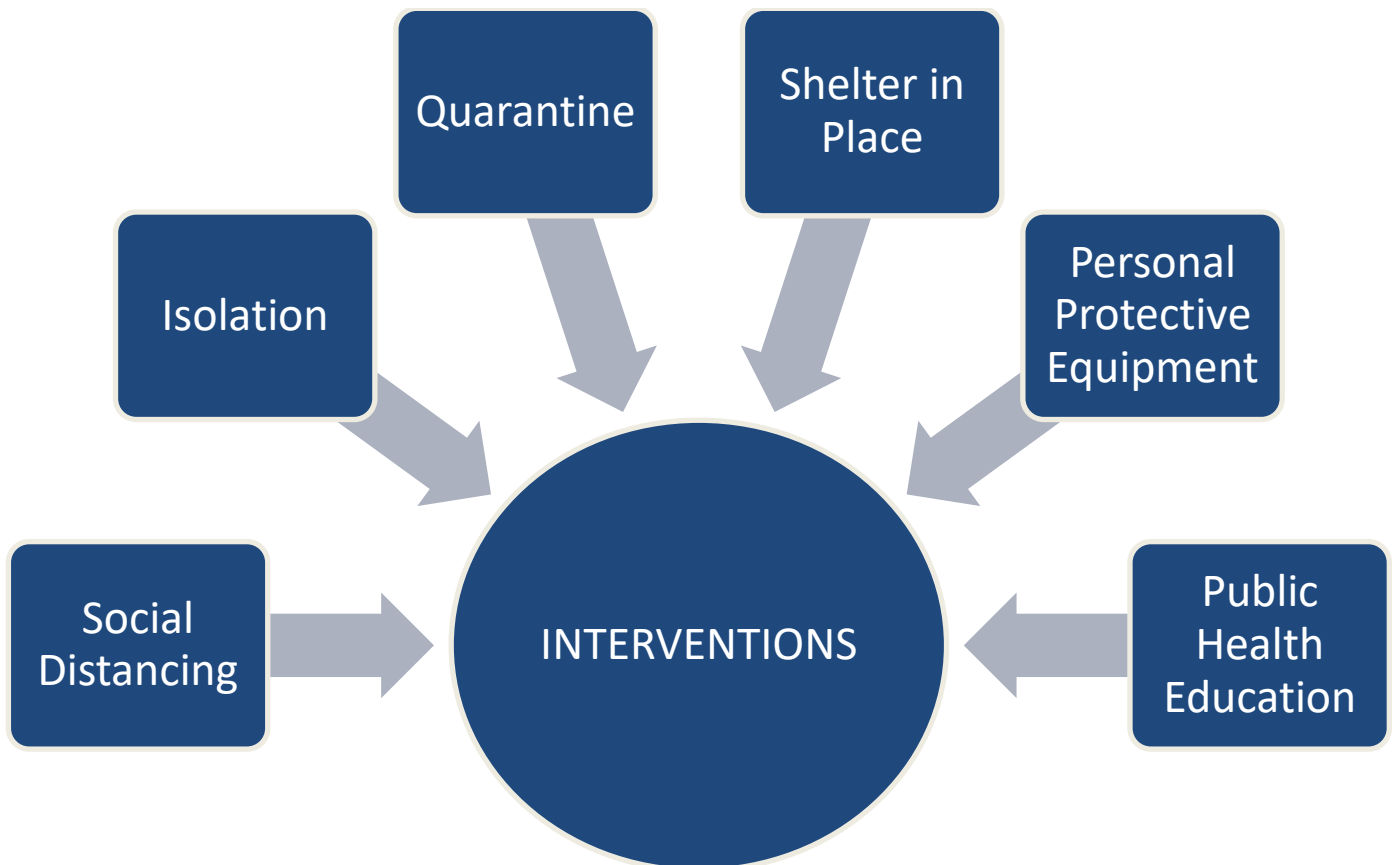 Quarantine
Shelter in
Place
Isolation
Personal
Protective
Equipment
Social
Distancing
INTERVENTIONS
Public
Health
Education